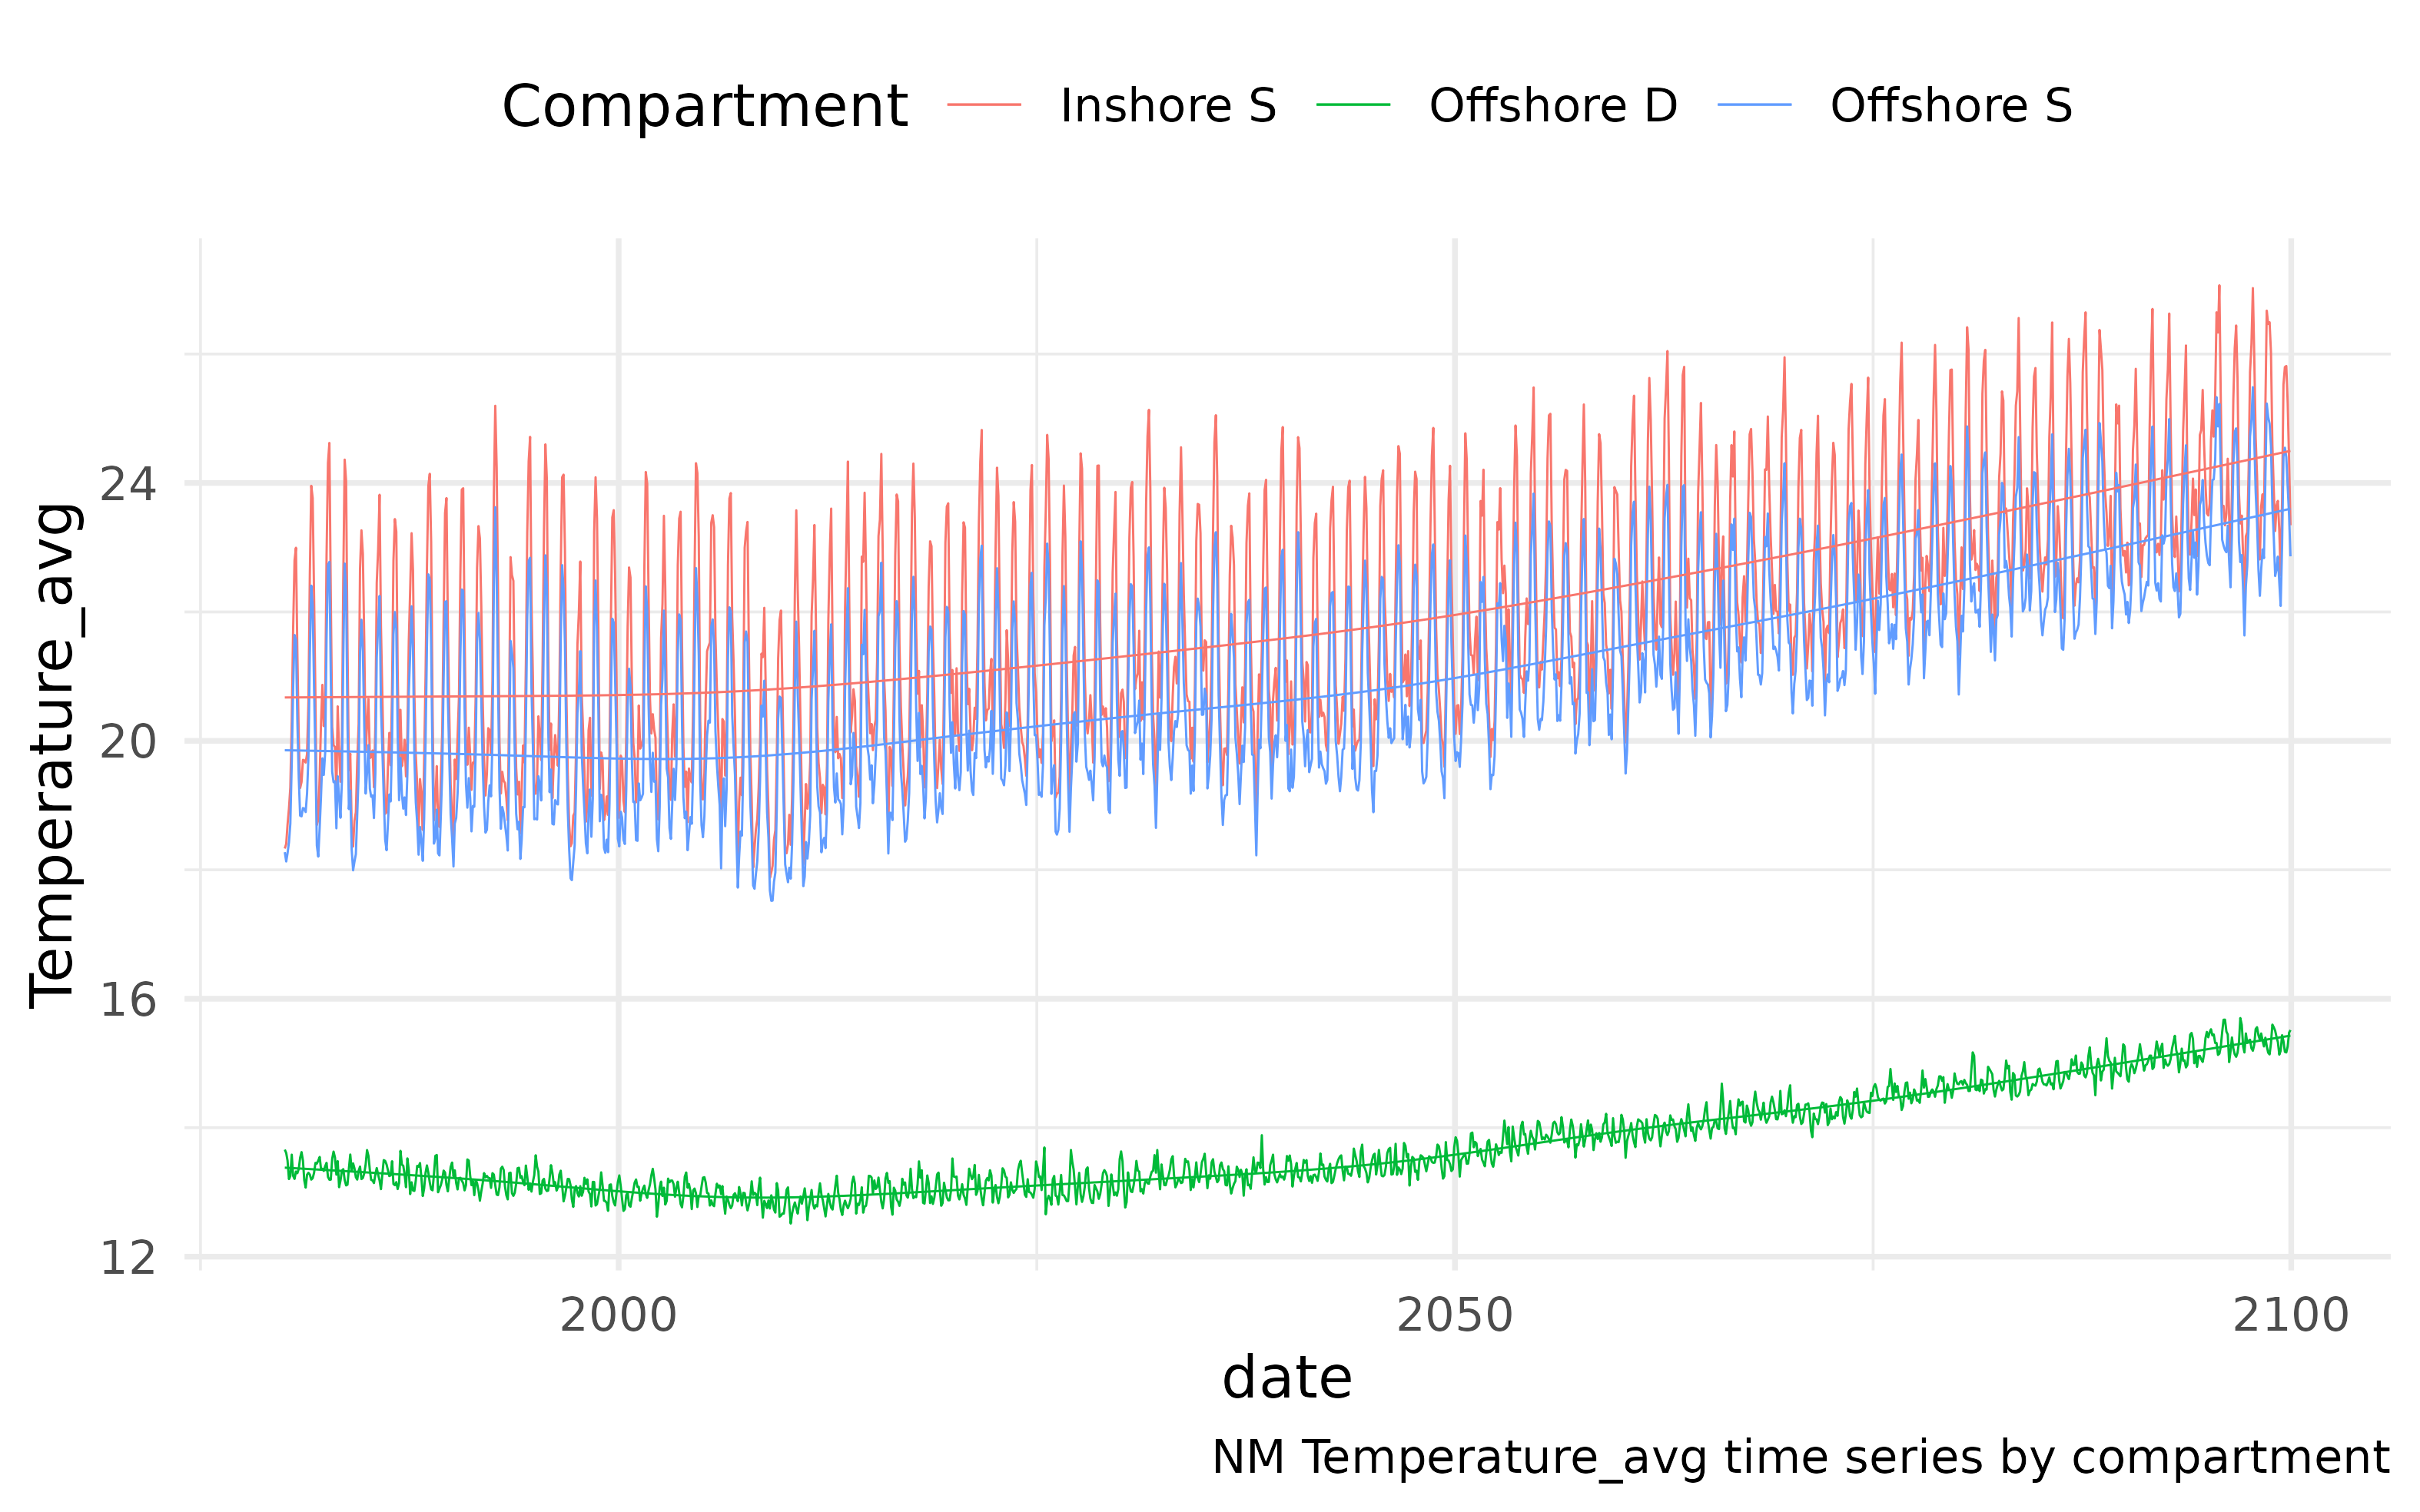 Compartment Inshore S Offshore D Offshore S
Temperature_avg
24
20
16
12
2000 2050 2100
date
NM Temperature_avg time series by compartment